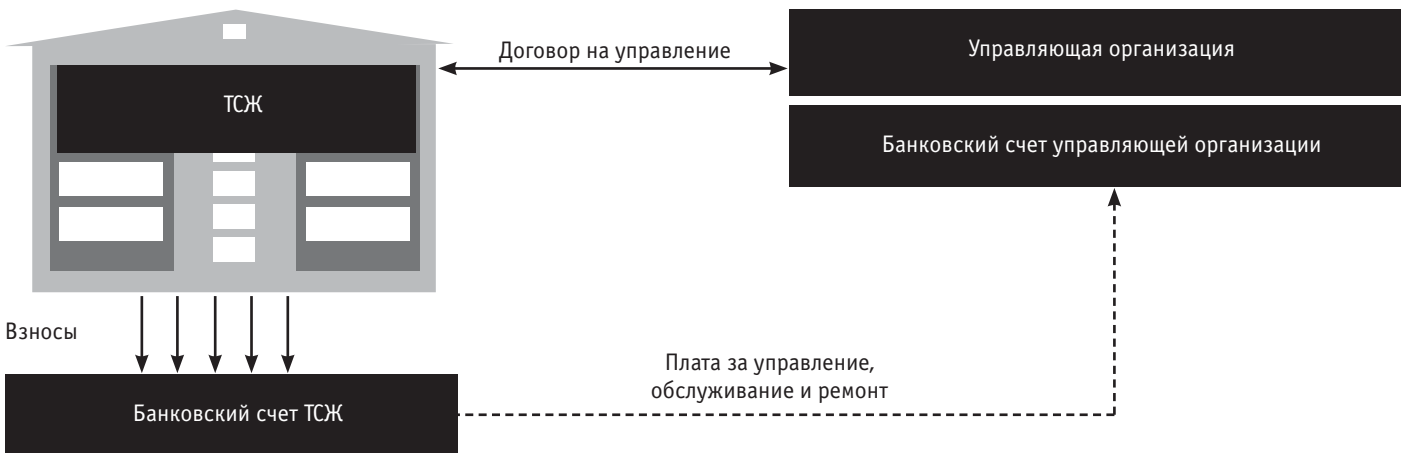 Договор на управление
Управляющая организация
ТСЖ
Банковский счет управляющей организации
Взносы
Плата за управление,
обслуживание и ремонт
Банковский счет ТСЖ